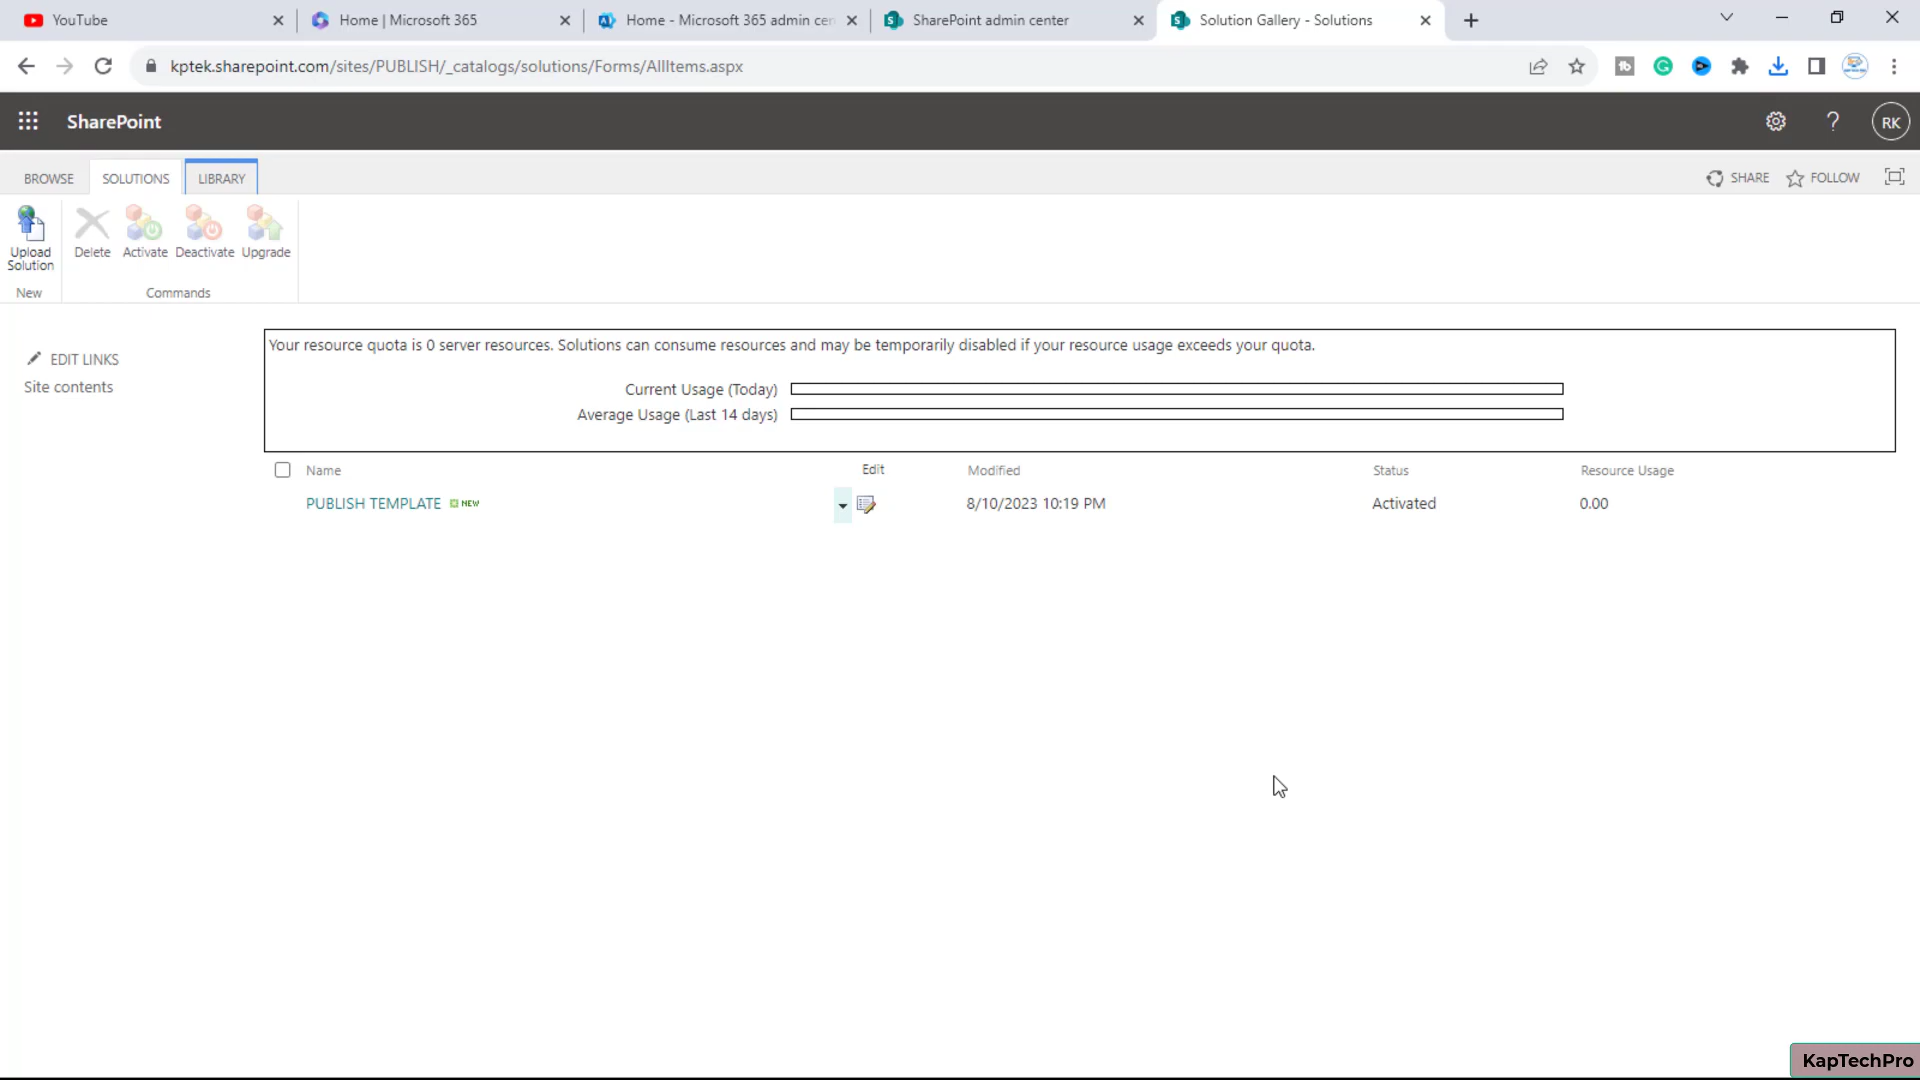 YouTube
Home | Microsoft 365
Home - Microsoft 365 admin cen
SharePoint admin center
Solution Gallery - Solutions
kptek.sharepoint.com/sites/PUBLISH/_catalogs/solutions/Forms/AllItems.aspx
SharePoint
?
RK
BROWSE
SOLUTIONS
LIBRARY
SHARE
FOLLOW
Upload
Solution
Delete
Activate
Deactivate
Upgrade
New
Commands
EDIT LINKS
Site contents
Your resource quota is 0 server resources. Solutions can consume resources and may be temporarily disabled if your resource usage exceeds your quota.
Current Usage (Today)
Average Usage (Last 14 days)
Name Edit Modified Status Resource Usage
PUBLISH TEMPLATE NEW 8/10/2023 10:19 PM Activated 0.00
KapTechPro